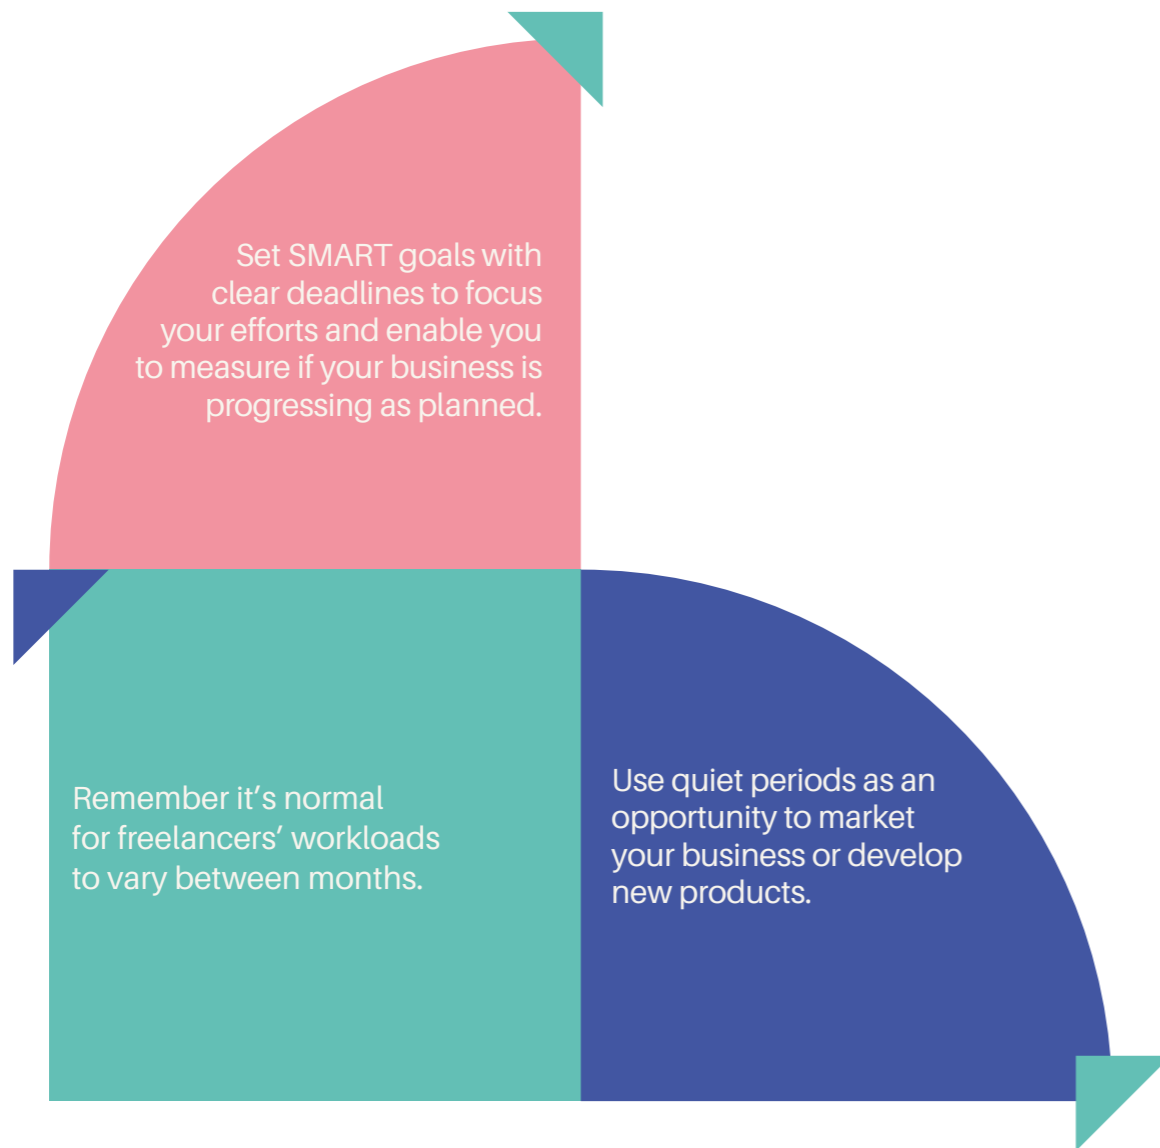 Set SMART goals with
clear deadlines to focus
your efforts and enable you
to measure if your business is
progressing as planned.
Remember it’s normal
for freelancers’ workloads
to vary between months.
Use quiet periods as an
opportunity to market
your business or develop
new products.